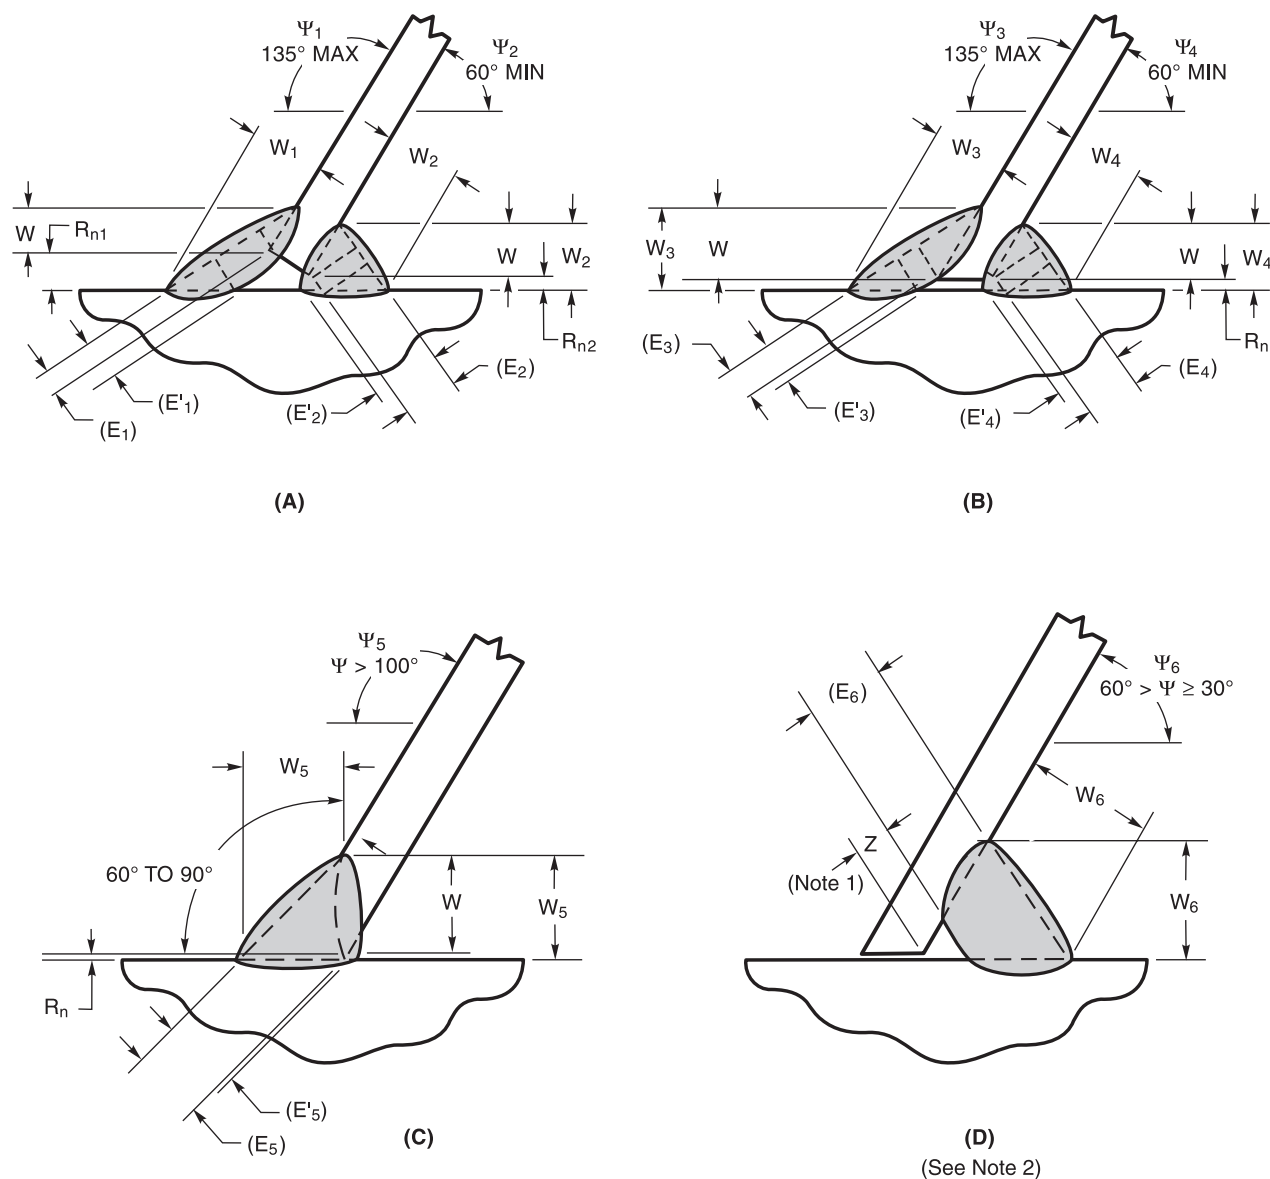 Ψ1
135° MAX
Ψ2
60° MIN
W1
W2
W
Rn1
W
W2
Rn2
(E2)
(E'1)
(E'2)
(E1)
(A)
Ψ3
135° MAX
Ψ4
60° MIN
W3
W4
W3
W
W
W4
Rn
(E3)
(E4)
(E'3)
(E'4)
(B)
Ψ5
Ψ > 100°
W5
60° TO 90°
W
W5
Rn
(E'5)
(E5)
(C)
Ψ6
60° > Ψ ≥ 30°
(E6)
W6
Z
(Note 1)
W6
(D)
(See Note 2)